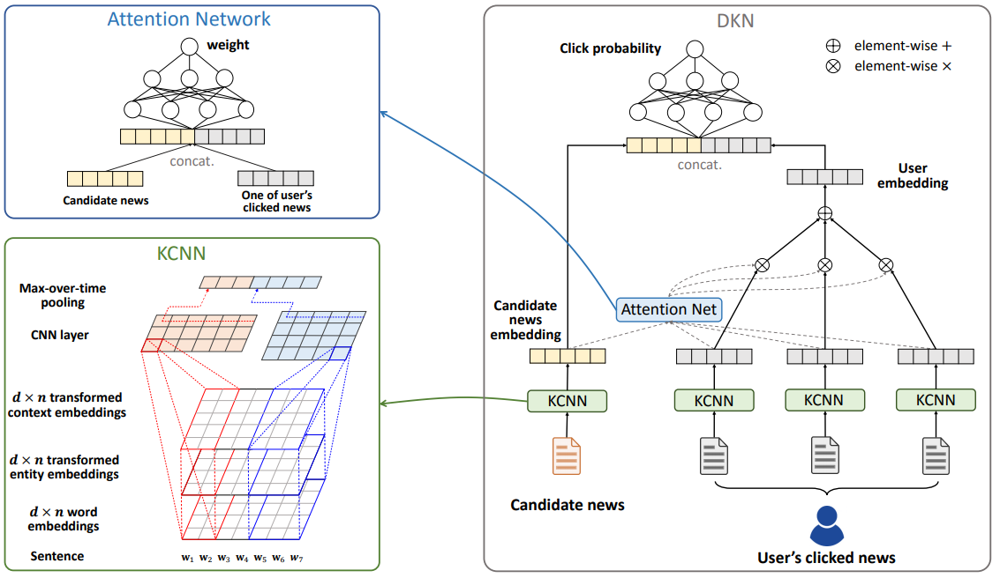 Attention Network
weight
concat.
Candidate news
One of user's
clicked news
KCNN
Max-over-time
pooling
CNN layer
d × n transformed
context embeddings
d × n transformed
entity embeddings
d × n word
embeddings
Sentence
w₁ w₂ w₃ w₄ w₅ w₆ w₇
DKN
Click probability
element-wise +
element-wise ×
concat.
User
embedding
Attention Net
Candidate
news
embedding
KCNN
KCNN
KCNN
KCNN
Candidate news
User's clicked news